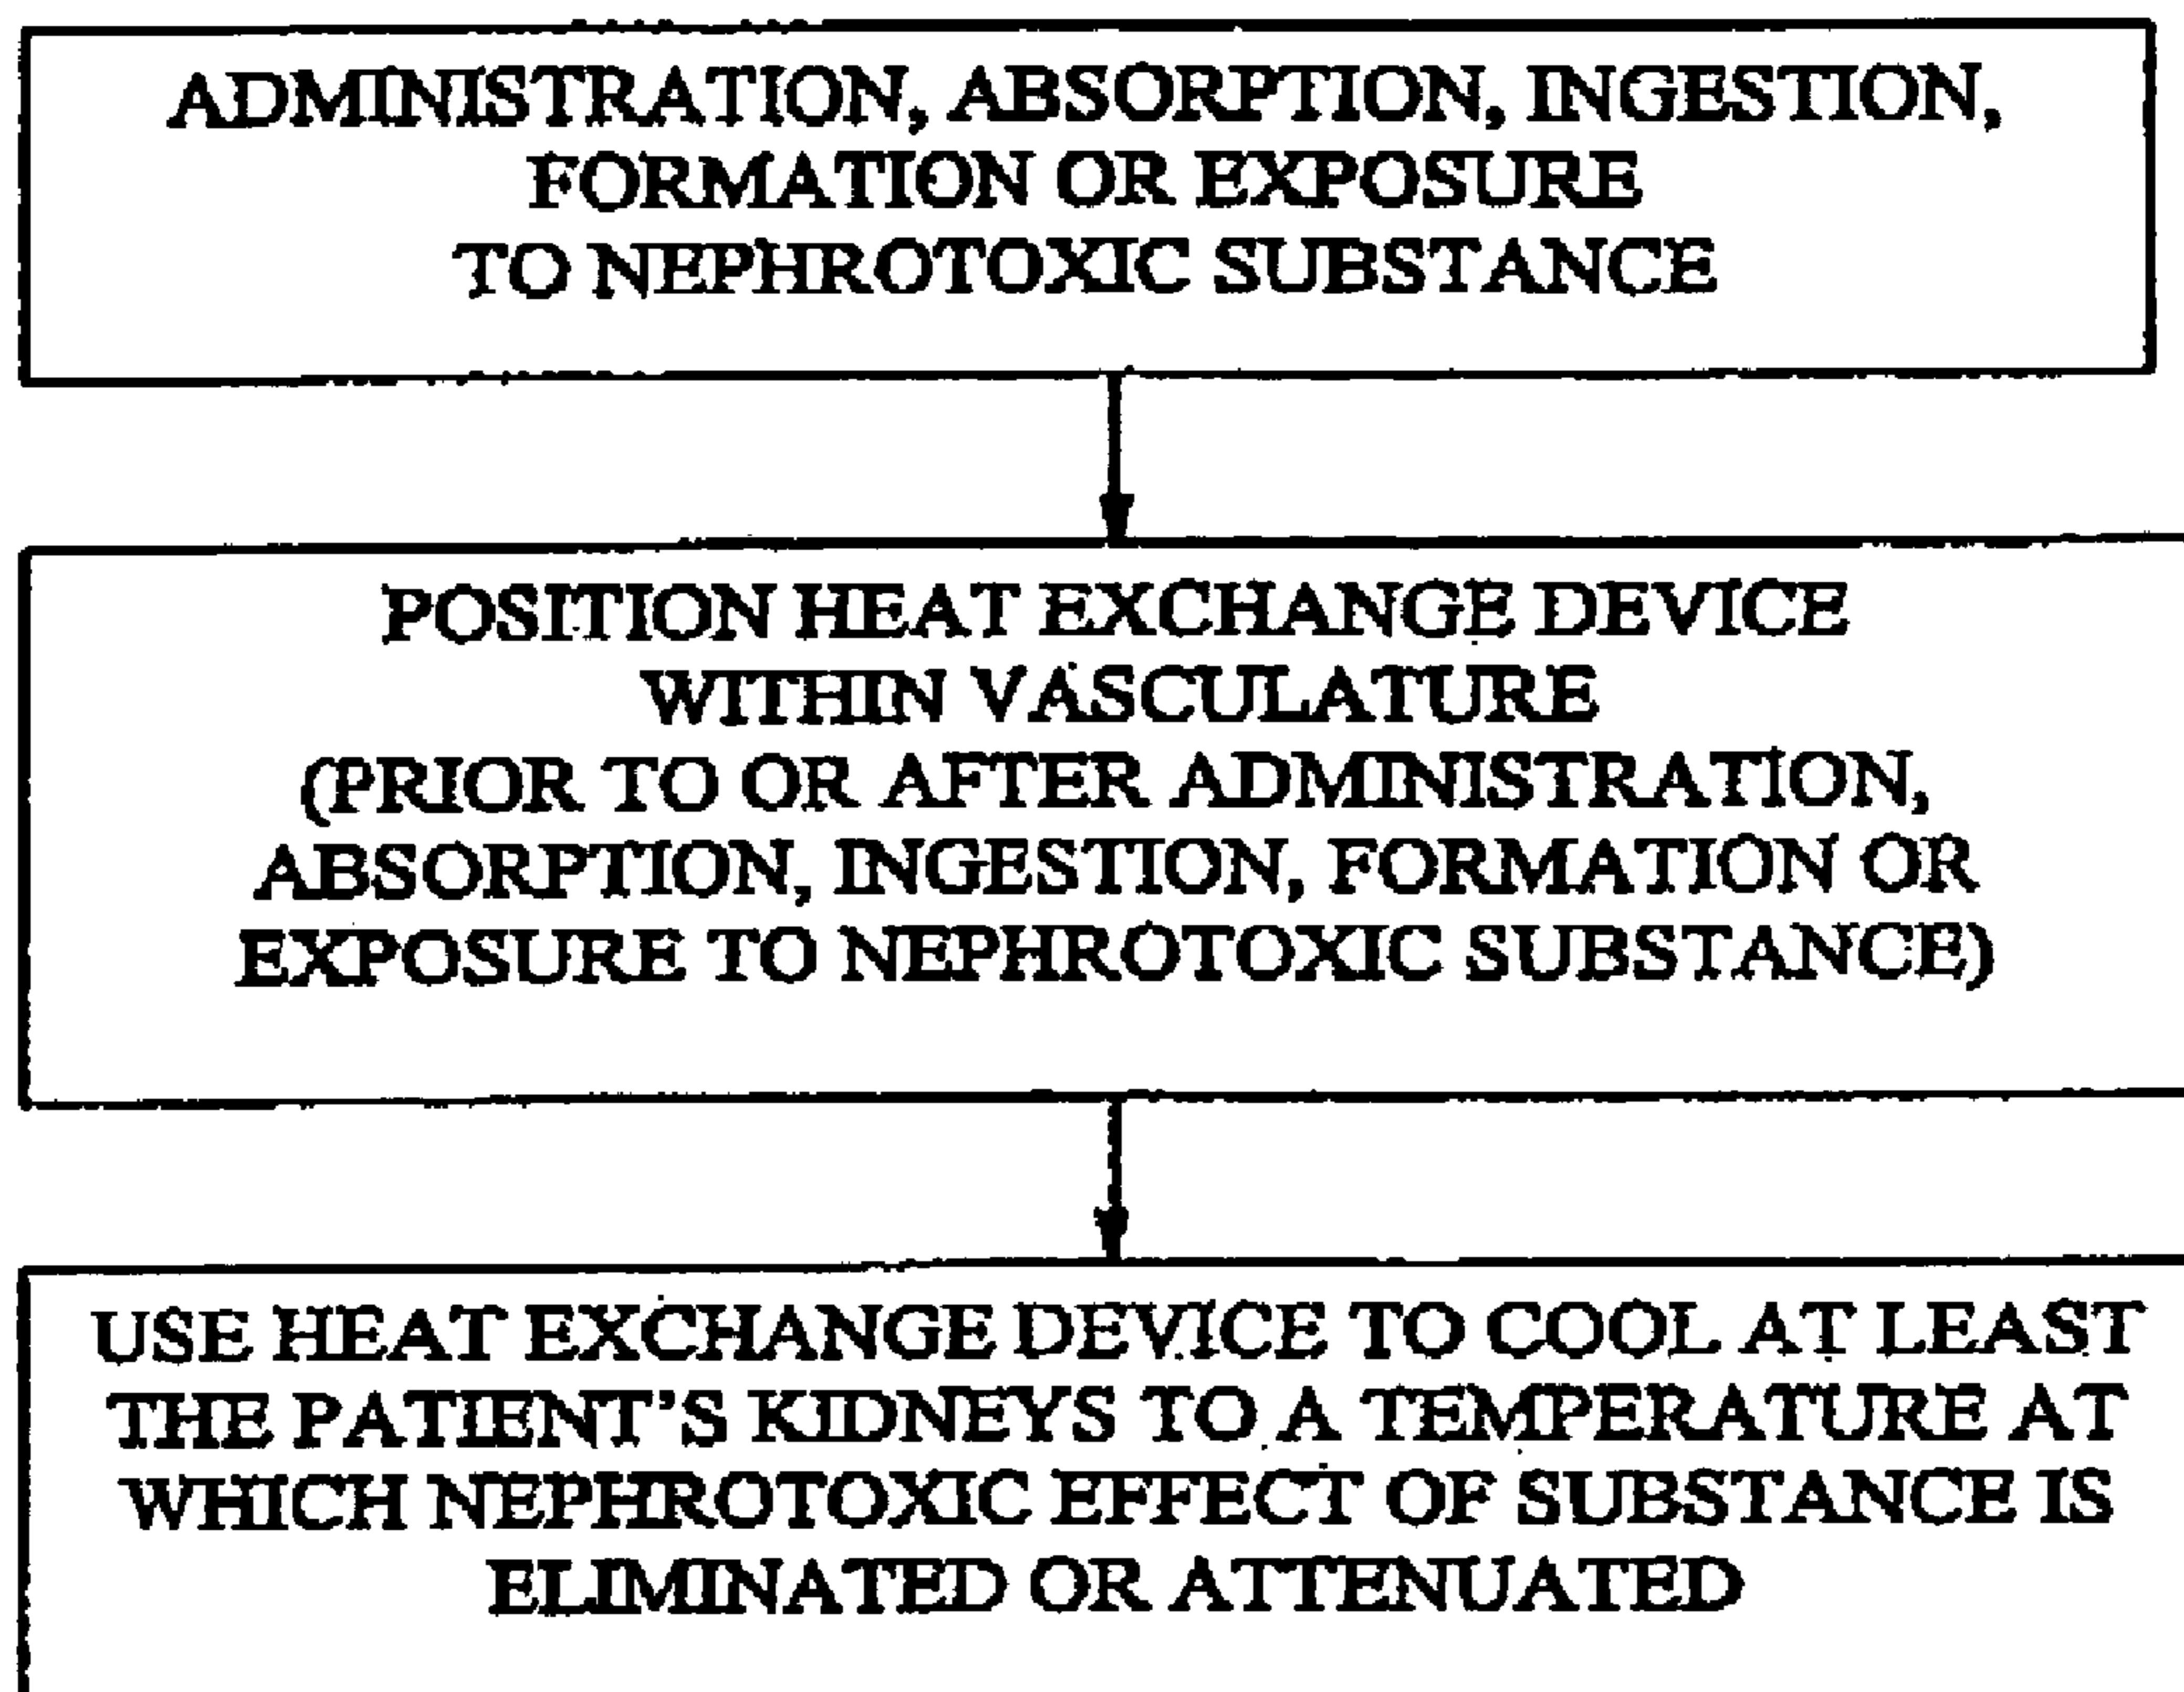 ADMINISTRATION, ABSORPTION, INGESTION,
FORMATION OR EXPOSURE
TO NEPHROTOXIC SUBSTANCE
POSITION HEAT EXCHANGE DEVICE
WITHIN VASCULATURE
(PRIOR TO OR AFTER ADMINISTRATION,
ABSORPTION, INGESTION, FORMATION OR
EXPOSURE TO NEPHROTOXIC SUBSTANCE)
USE HEAT EXCHANGE DEVICE TO COOL AT LEAST
THE PATIENT'S KIDNEYS TO A TEMPERATURE AT
WHICH NEPHROTOXIC EFFECT OF SUBSTANCE IS
ELIMINATED OR ATTENUATED